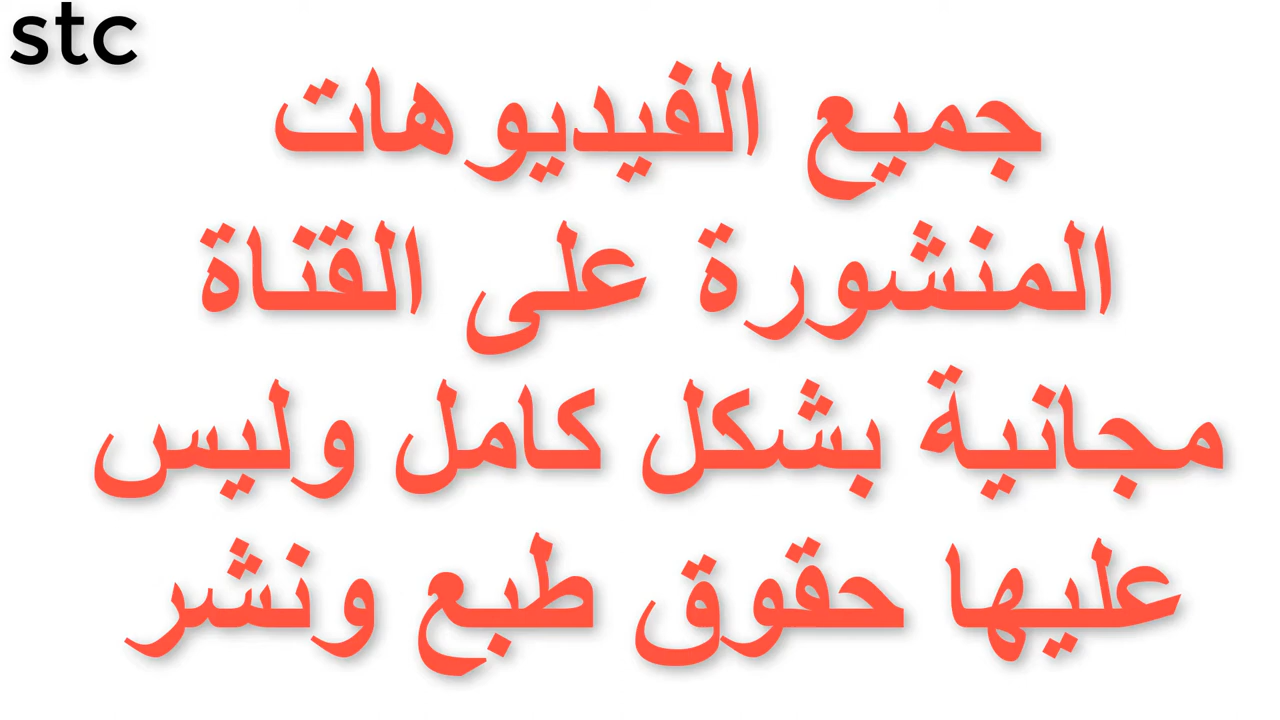 stc
جميع الفيديوهات
المنشورة على القناة
مجانية بشكل كامل وليس
عليها حقوق طبع ونشر